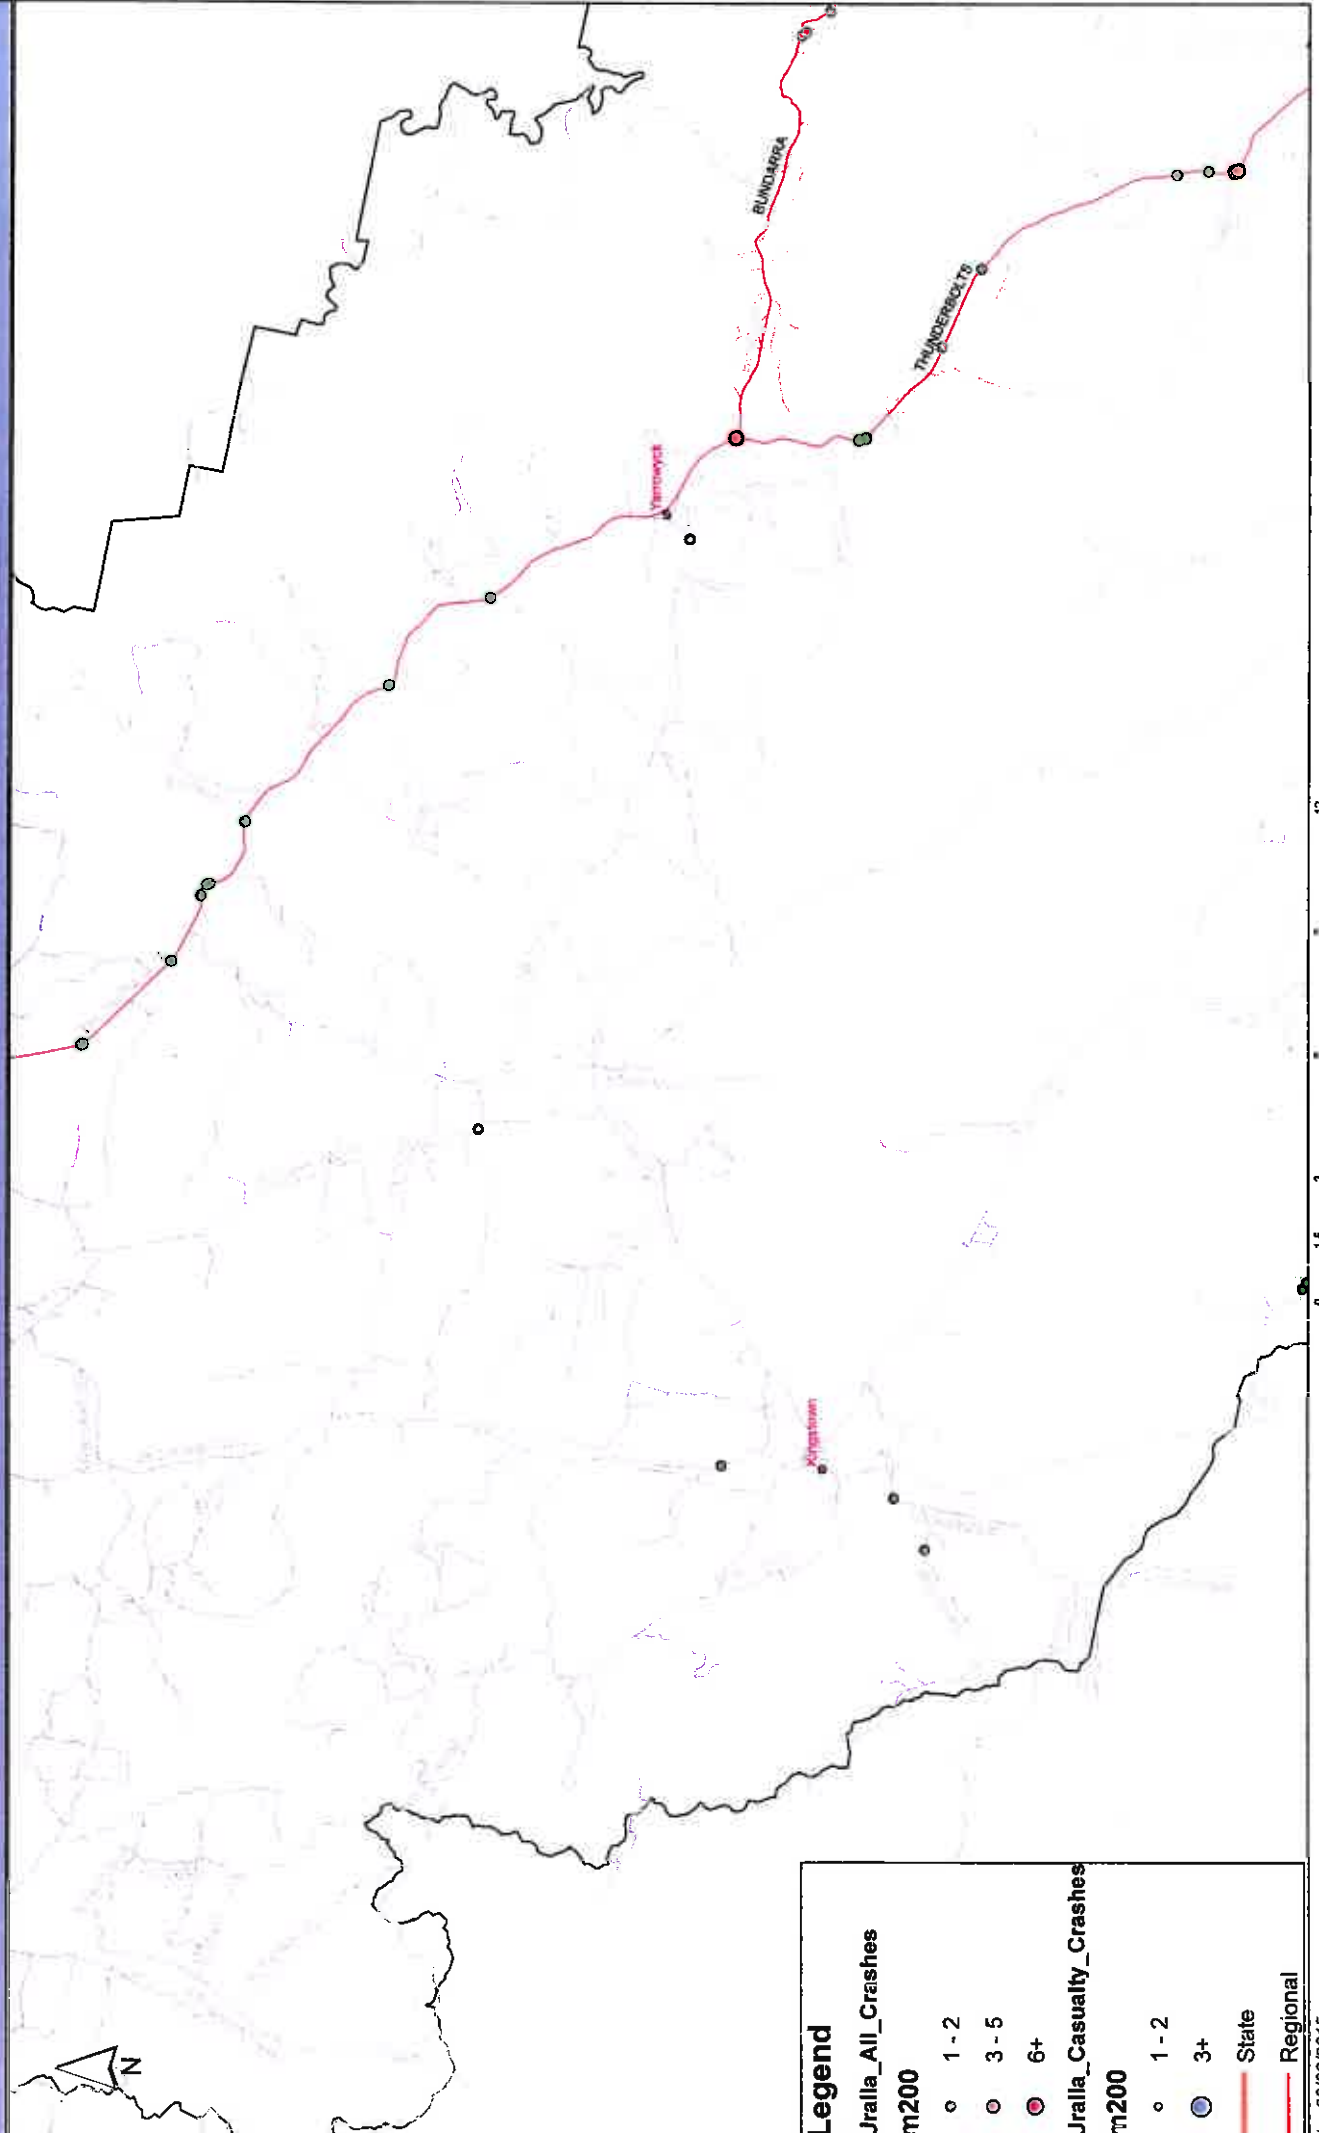 BUNDARRA
THUNDERBOLTS
Yarrowyck
Kingstown
N
Legend
Jralla_All_Crashes
m200
1 - 2
3 - 5
6+
Jralla_Casualty_Crashes
m200
1 - 2
3+
State
Regional